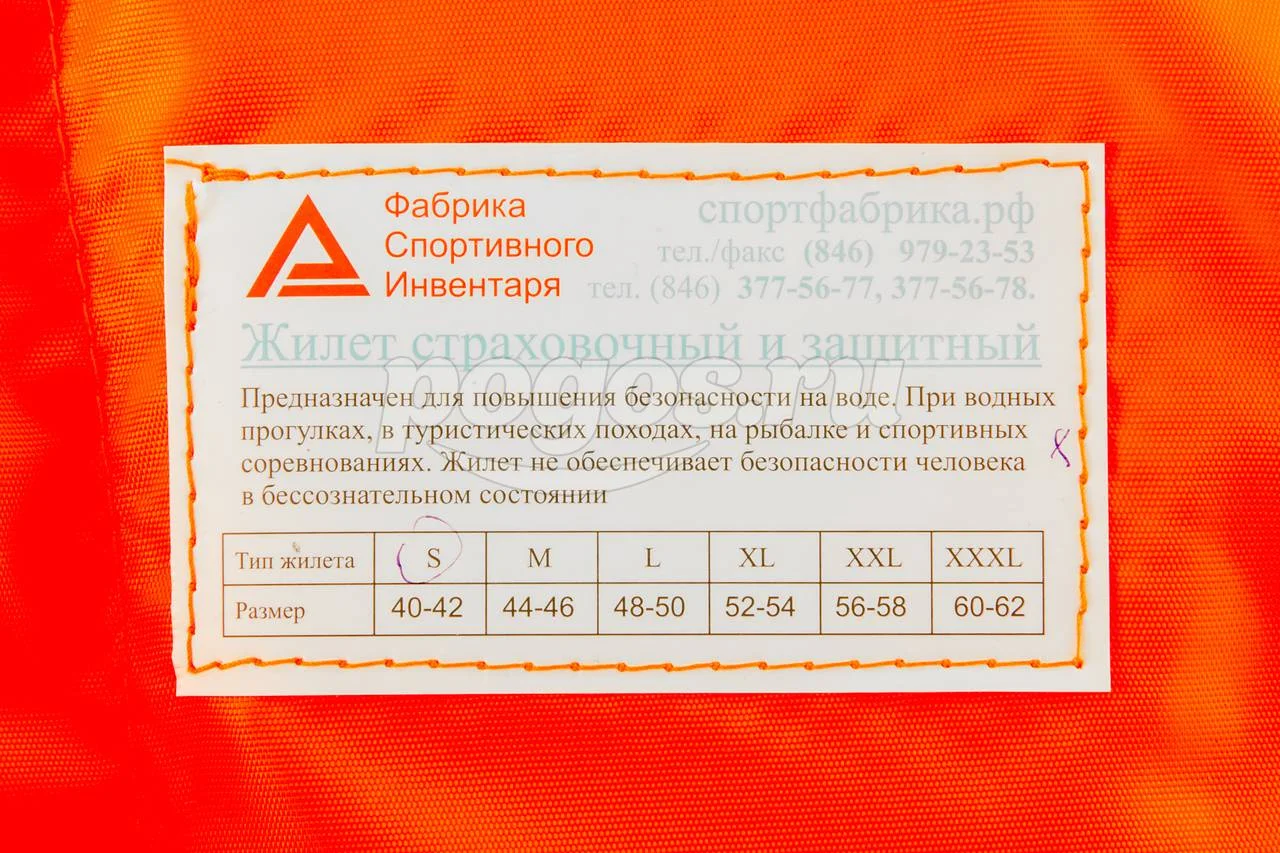 Фабрика
Спортивного
Инвентаря
спортфабрика.рф
тел./факс (846) 979-23-53
тел. (846) 377-56-77, 377-56-78.
Жилет страховочный и защитный
pogos.ru
Предназначен для повышения безопасности на воде. При водных
прогулках, в туристических походах, на рыбалке и спортивных
соревнованиях. Жилет не обеспечивает безопасности человека
в бессознательном состоянии
Тип жилета S M L XL XXL XXXL
Размер 40-42 44-46 48-50 52-54 56-58 60-62